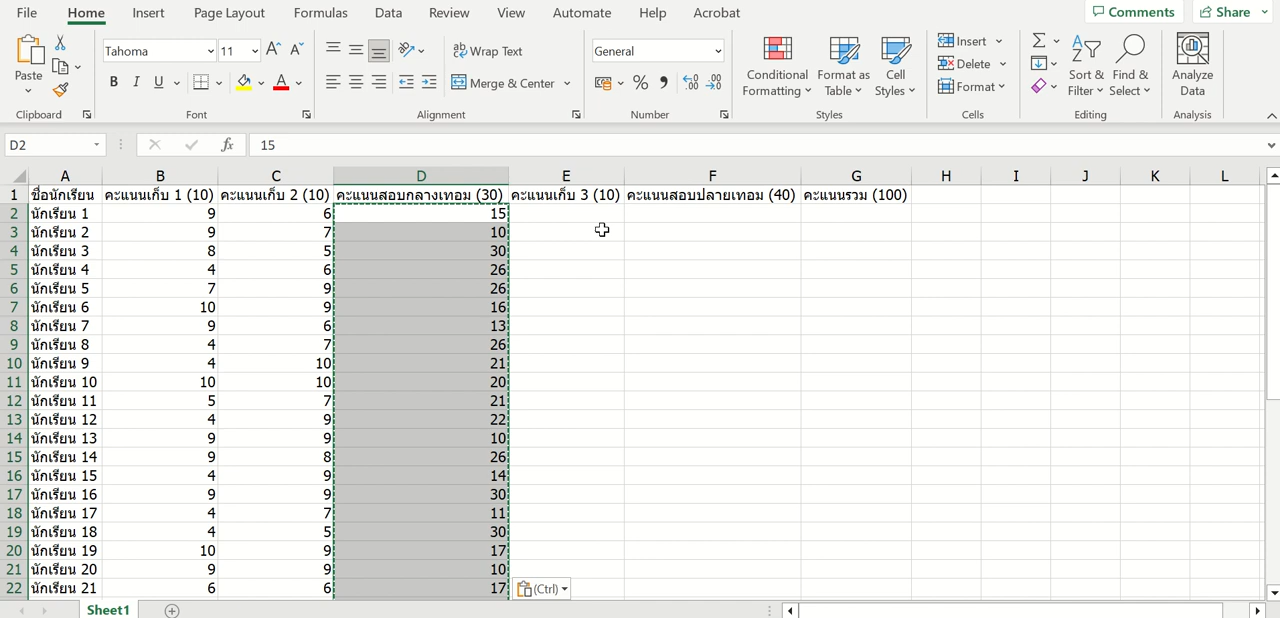 File Home Insert Page Layout Formulas Data Review View Automate Help Acrobat Comments Share
Paste Tahoma 11 Wrap Text General Conditional Formatting Format as Table Cell Styles Insert Sort & Filter Find & Select Analyze Data
B I U A Merge & Center % Delete
Format
Clipboard Font Alignment Number Styles Cells Editing Analysis
D2 fx 15
A B C D E F G H I J K L
1 ชื่อนักเรียน คะแนนเก็บ 1 (10) คะแนนเก็บ 2 (10) คะแนนสอบกลางเทอม (30) คะแนนเก็บ 3 (10) คะแนนสอบปลายเทอม (40) คะแนนรวม (100)
2 นักเรียน 1 9 6 15
3 นักเรียน 2 9 7 10
4 นักเรียน 3 8 5 30
5 นักเรียน 4 4 6 26
6 นักเรียน 5 7 9 26
7 นักเรียน 6 10 9 16
8 นักเรียน 7 9 6 13
9 นักเรียน 8 4 7 26
10 นักเรียน 9 4 10 21
11 นักเรียน 10 10 10 20
12 นักเรียน 11 5 7 21
13 นักเรียน 12 4 9 22
14 นักเรียน 13 9 9 10
15 นักเรียน 14 9 8 26
16 นักเรียน 15 4 9 14
17 นักเรียน 16 9 9 30
18 นักเรียน 17 4 7 11
19 นักเรียน 18 4 5 30
20 นักเรียน 19 10 9 17
21 นักเรียน 20 9 9 10
22 นักเรียน 21 6 6 17 (Ctrl)
Sheet1